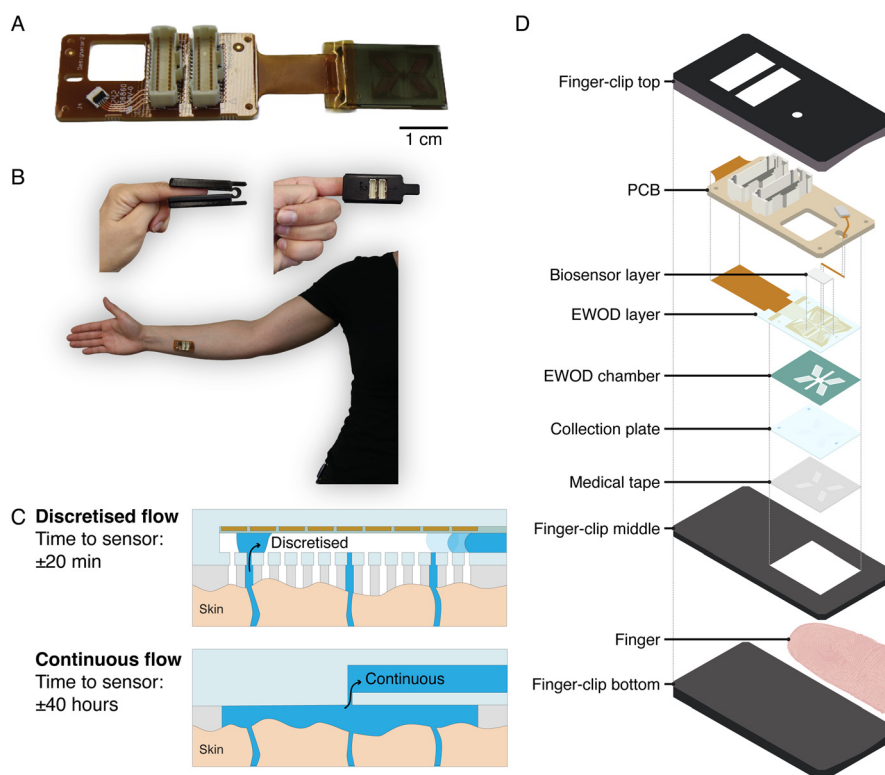 A
1 cm
B
C
Discretised flow
Time to sensor:
±20 min
Discretised
Skin
Continuous flow
Time to sensor:
±40 hours
Continuous
Skin
D
Finger-clip top
PCB
Biosensor layer
EWOD layer
EWOD chamber
Collection plate
Medical tape
Finger-clip middle
Finger
Finger-clip bottom